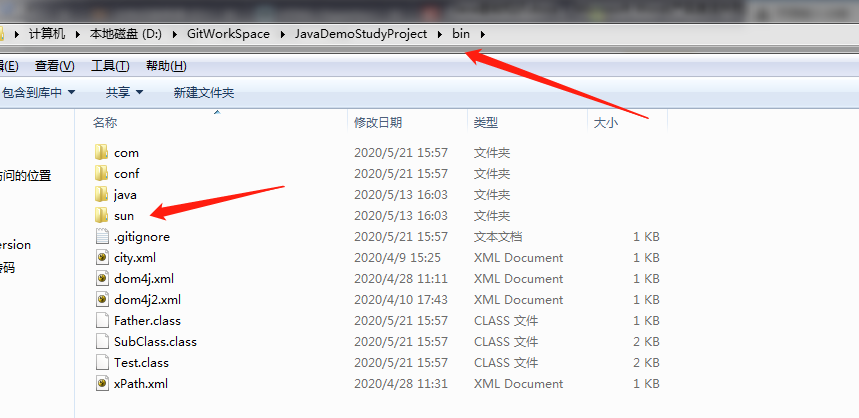 计算机 本地磁盘 (D:) GitWorkSpace JavaDemoStudyProject bin
(E) 查看(V) 工具(T) 帮助(H)
包含到库中 共享 新建文件夹
名称 修改日期 类型 大小
com 2020/5/21 15:57 文件夹
conf 2020/5/21 15:57 文件夹
问的位置 java 2020/5/13 16:03 文件夹
sun 2020/5/13 16:03 文件夹
.gitignore 2020/5/21 15:57 文本文档 1 KB
ersion city.xml 2020/4/9 15:25 XML Document 1 KB
码 dom4j.xml 2020/4/28 11:11 XML Document 1 KB
dom4j2.xml 2020/4/10 17:43 XML Document 1 KB
Father.class 2020/5/21 15:57 CLASS 文件 1 KB
SubClass.class 2020/5/21 15:57 CLASS 文件 2 KB
Test.class 2020/5/21 15:57 CLASS 文件 2 KB
xPath.xml 2020/4/28 11:31 XML Document 1 KB